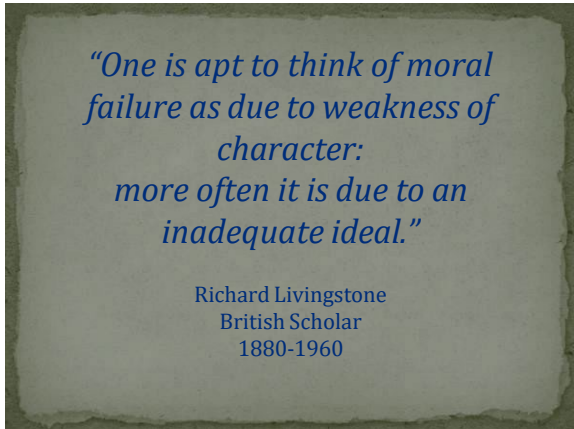 “One is apt to think of moral
failure as due to weakness of
character:
more often it is due to an
inadequate ideal.”
Richard Livingstone
British Scholar
1880-1960